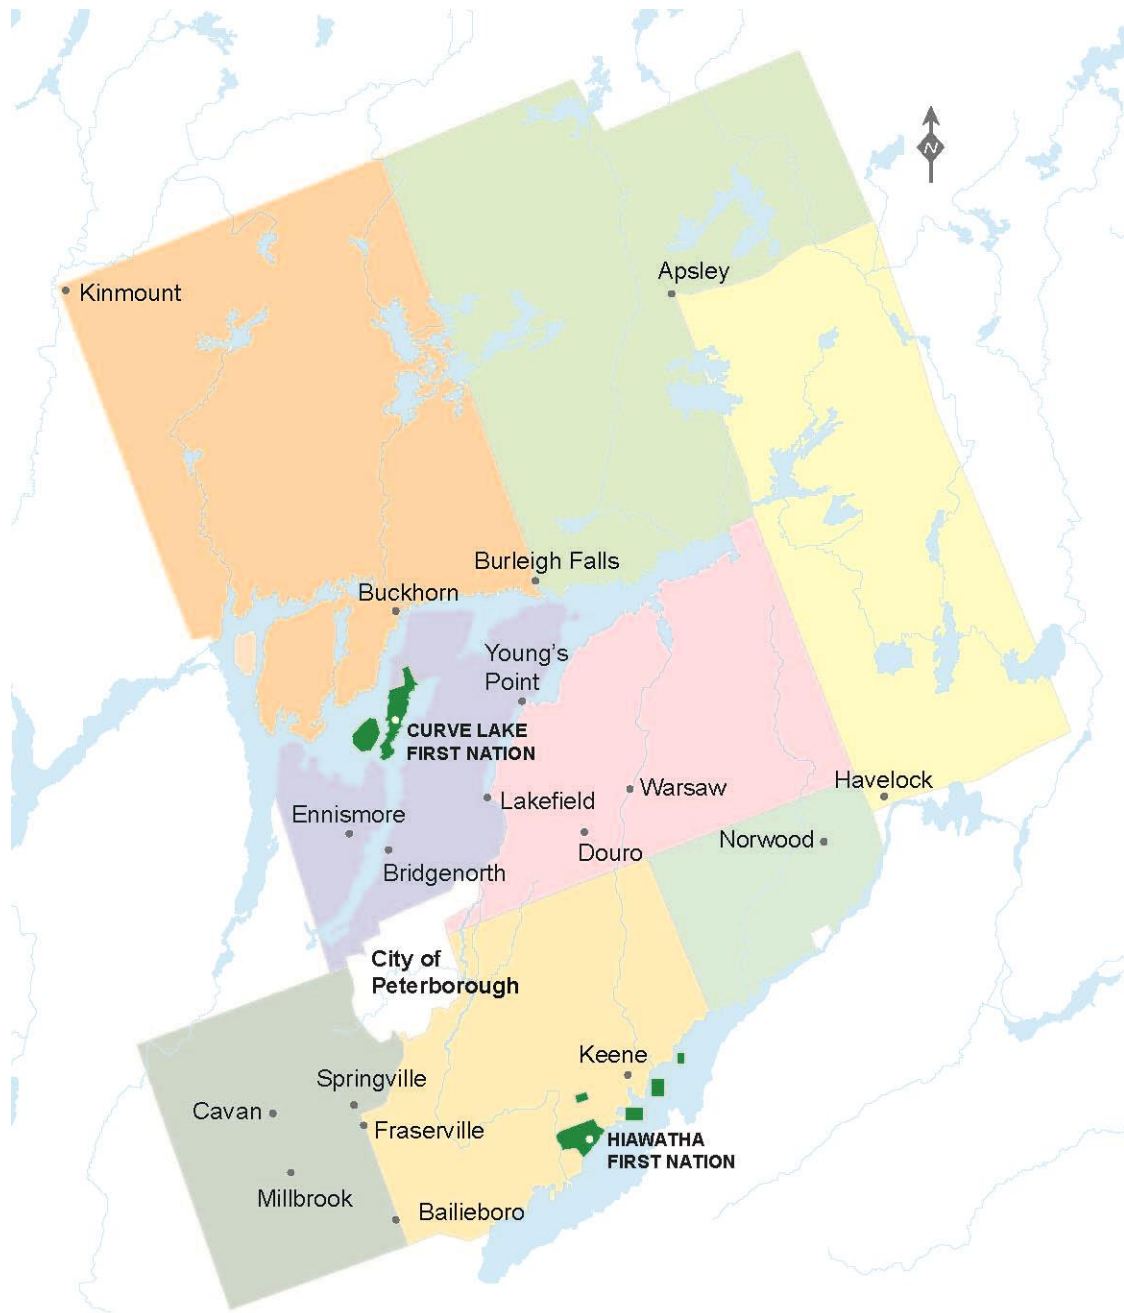 N
Apsley
Kinmount
Burleigh Falls
Buckhorn
Young's
Point
CURVE LAKE
FIRST NATION
Havelock
Warsaw
Lakefield
Ennismore
Norwood
Douro
Bridgenorth
City of
Peterborough
Keene
Springville
Cavan
Fraserville
HIAWATHA
FIRST NATION
Millbrook
Bailieboro